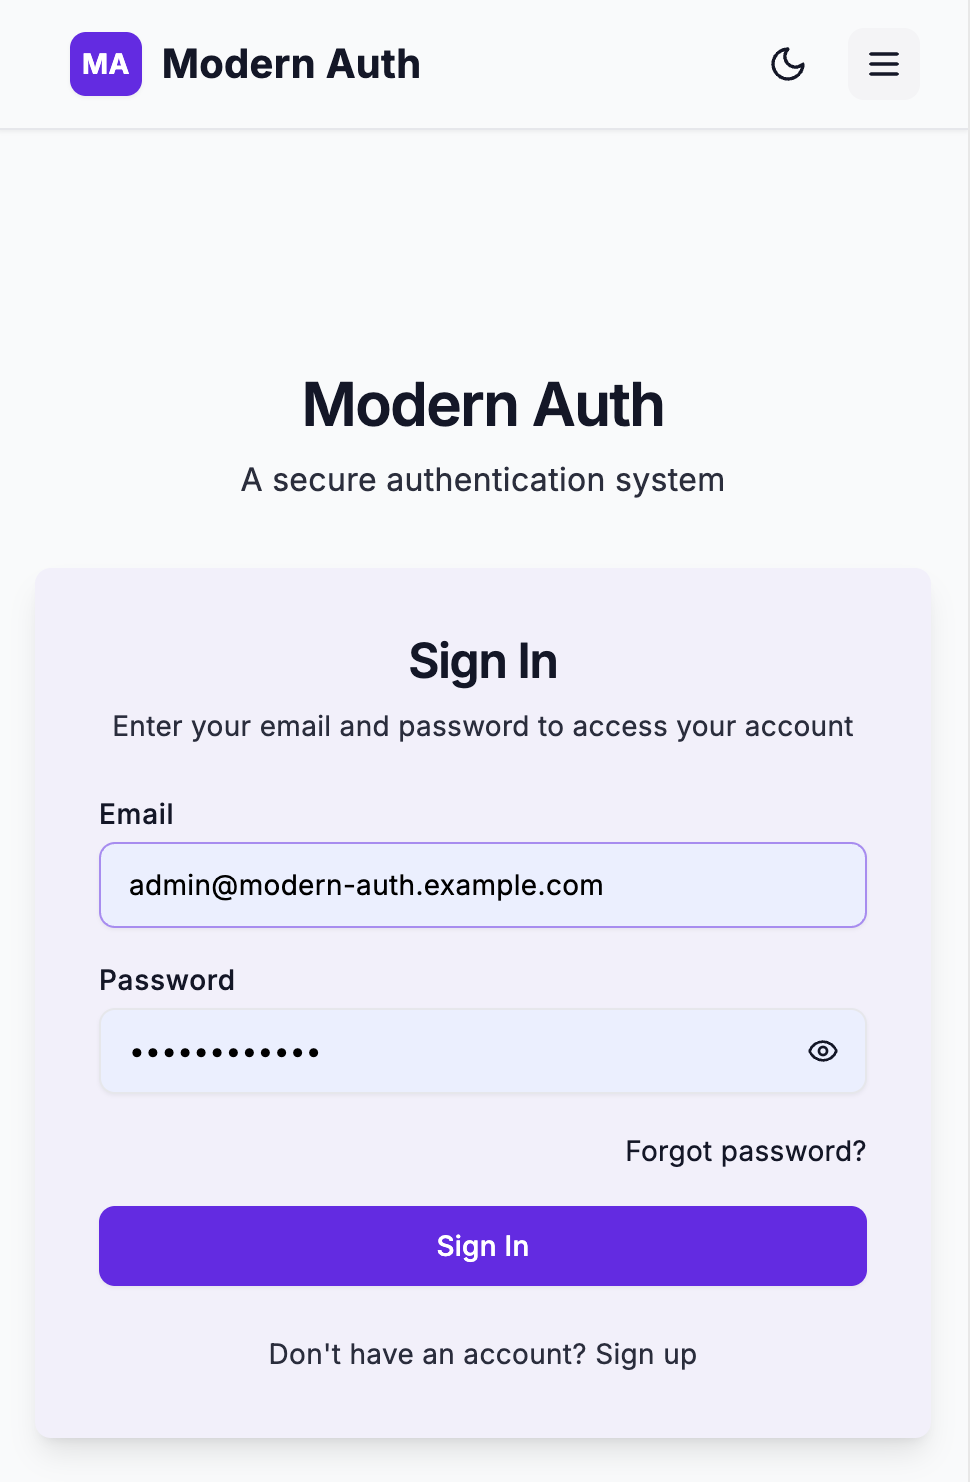 MA Modern Auth
Modern Auth
A secure authentication system
Sign In
Enter your email and password to access your account
Email
admin@modern-auth.example.com
Password
••••••••••••
Forgot password?
Sign In
Don't have an account? Sign up